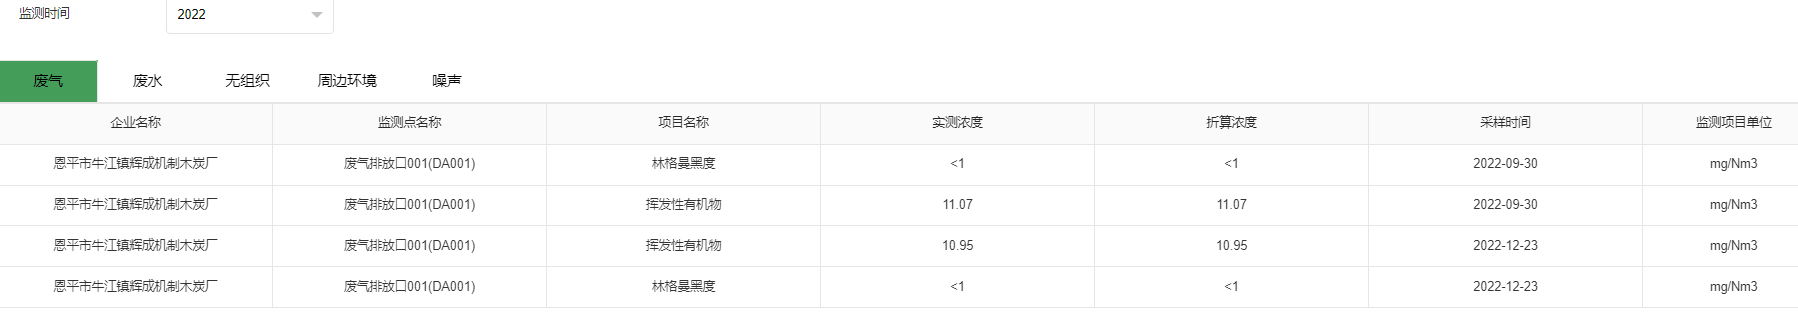 监测时间 2022
废气 废水 无组织 周边环境 噪声
企业名称 监测点名称 项目名称 实测浓度 折算浓度 采样时间 监测项目单位
恩平市牛江镇辉成机制木炭厂 废气排放口001(DA001) 林格曼黑度 <1 <1 2022-09-30 mg/Nm3
恩平市牛江镇辉成机制木炭厂 废气排放口001(DA001) 挥发性有机物 11.07 11.07 2022-09-30 mg/Nm3
恩平市牛江镇辉成机制木炭厂 废气排放口001(DA001) 挥发性有机物 10.95 10.95 2022-12-23 mg/Nm3
恩平市牛江镇辉成机制木炭厂 废气排放口001(DA001) 林格曼黑度 <1 <1 2022-12-23 mg/Nm3